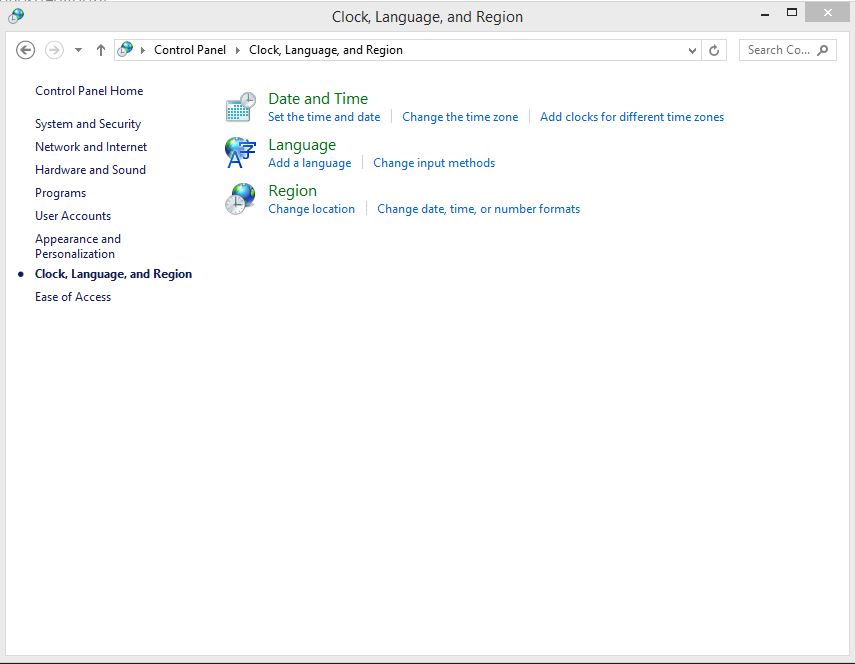 Clock, Language, and Region
Control Panel Clock, Language, and Region Search Co...
Control Panel Home
System and Security
Network and Internet
Hardware and Sound
Programs
User Accounts
Appearance and
Personalization
Clock, Language, and Region
Ease of Access
Date and Time
Set the time and date Change the time zone Add clocks for different time zones
Language
Add a language Change input methods
Region
Change location Change date, time, or number formats